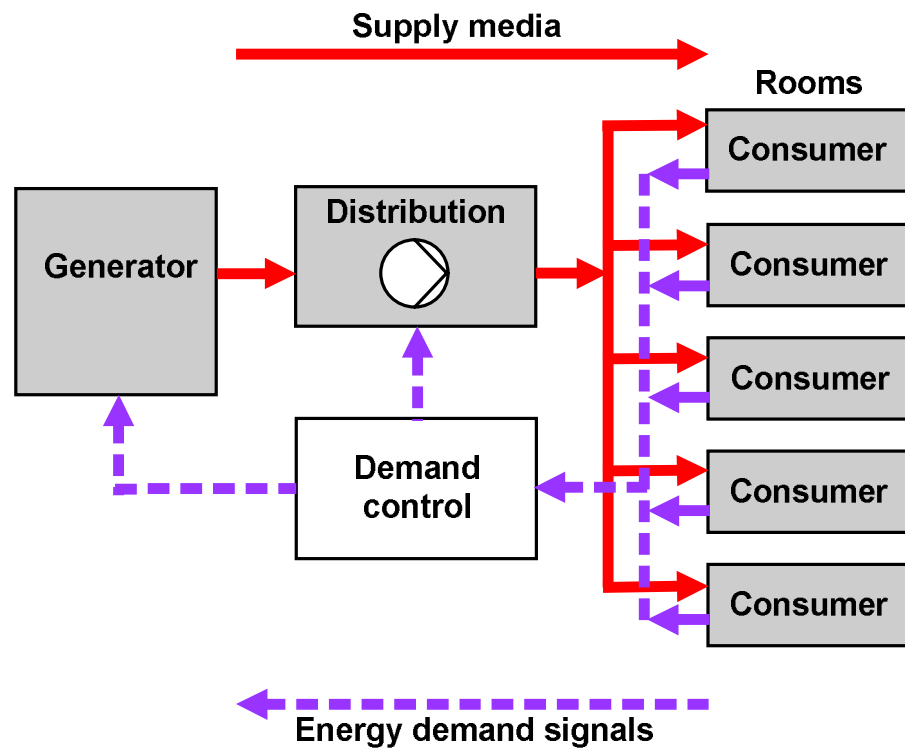 Supply media
Rooms
Consumer
Distribution
Generator
Consumer
Consumer
Demand
control
Consumer
Consumer
Energy demand signals